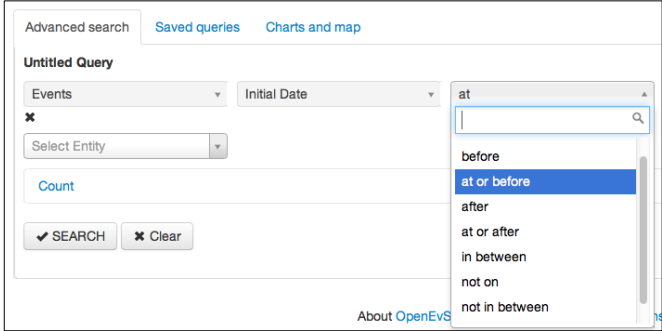 Advanced search Saved queries Charts and map
Untitled Query
Events Initial Date at
Select Entity
before
at or before
Count
after
at or after
SEARCH Clear
in between
not on
not in between
About OpenEvS